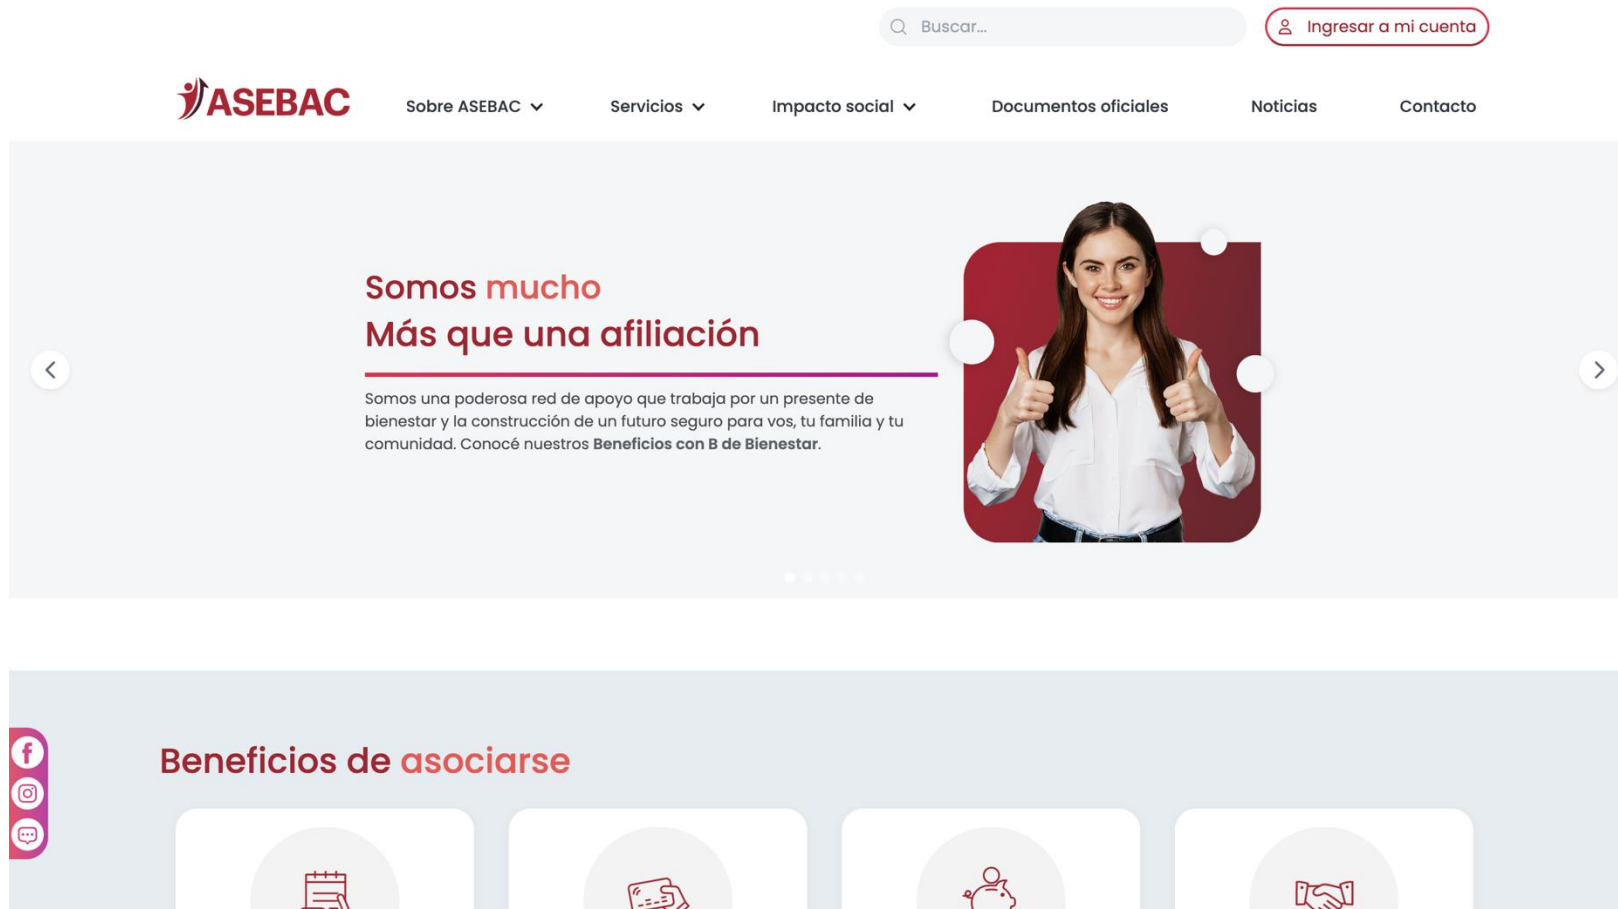 Buscar...
Ingresar a mi cuenta
ASEBAC
Sobre ASEBAC
Servicios
Impacto social
Documentos oficiales
Noticias
Contacto
Somos mucho
Más que una afiliación
Somos una poderosa red de apoyo que trabaja por un presente de
bienestar y la construcción de un futuro seguro para vos, tu familia y tu
comunidad. Conocé nuestros Beneficios con B de Bienestar.
Beneficios de asociarse